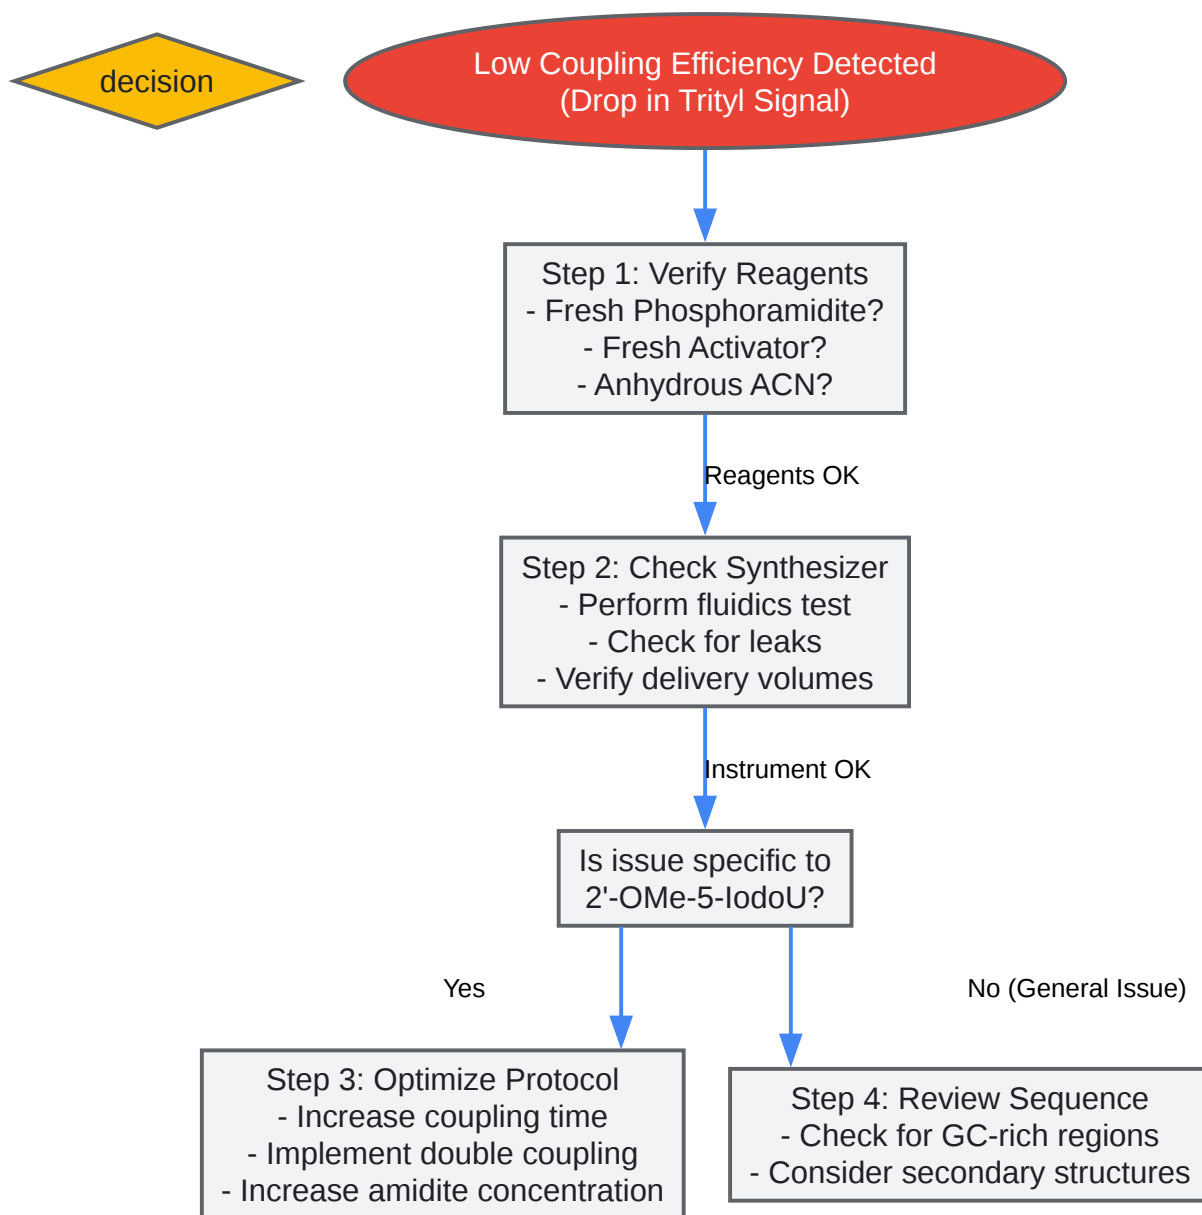 decision
Low Coupling Efficiency Detected
(Drop in Trityl Signal)
Step 1: Verify Reagents
- Fresh Phosphoramidite?
- Fresh Activator?
- Anhydrous ACN?
Reagents OK
Step 2: Check Synthesizer
- Perform fluidics test
- Check for leaks
- Verify delivery volumes
Instrument OK
Is issue specific to
2'-OMe-5-IodoU?
Yes
No (General Issue)
Step 3: Optimize Protocol
- Increase coupling time
- Implement double coupling
- Increase amidite concentration
Step 4: Review Sequence
- Check for GC-rich regions
- Consider secondary structures